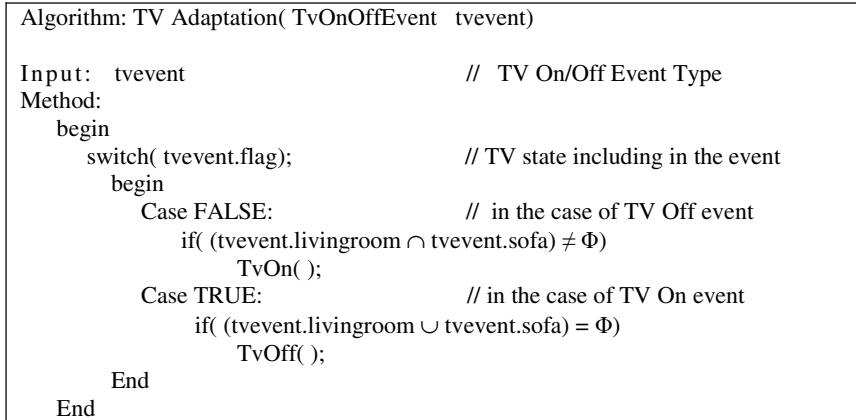 Algorithm: TV Adaptation( TvOnOffEvent tvevent)
Input: tvevent // TV On/Off Event Type
Method:
begin
switch( tvevent.flag); // TV state including in the event
begin
Case FALSE: // in the case of TV Off event
if( (tvevent.livingroom ∩ tvevent.sofa) ≠ Φ)
TvOn( );
Case TRUE: // in the case of TV On event
if( (tvevent.livingroom ∪ tvevent.sofa) = Φ)
TvOff( );
End
End